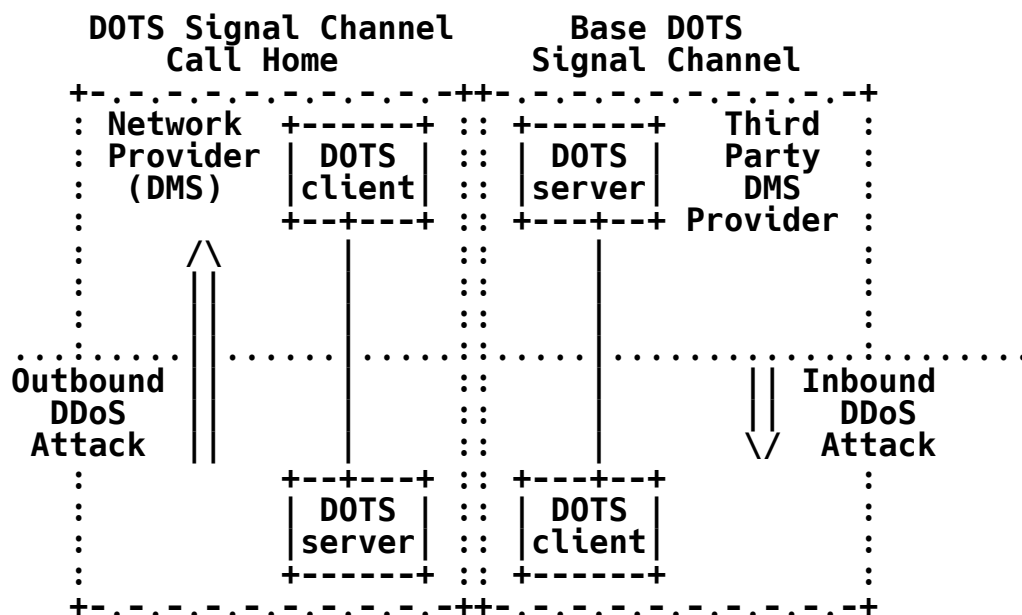 DOTS Signal Channel Base DOTS
Call Home Signal Channel
Network Third
Provider DOTS DOTS Party
(DMS) client server DMS
Provider
Outbound Inbound
DDoS DDoS
Attack Attack
DOTS DOTS
server client